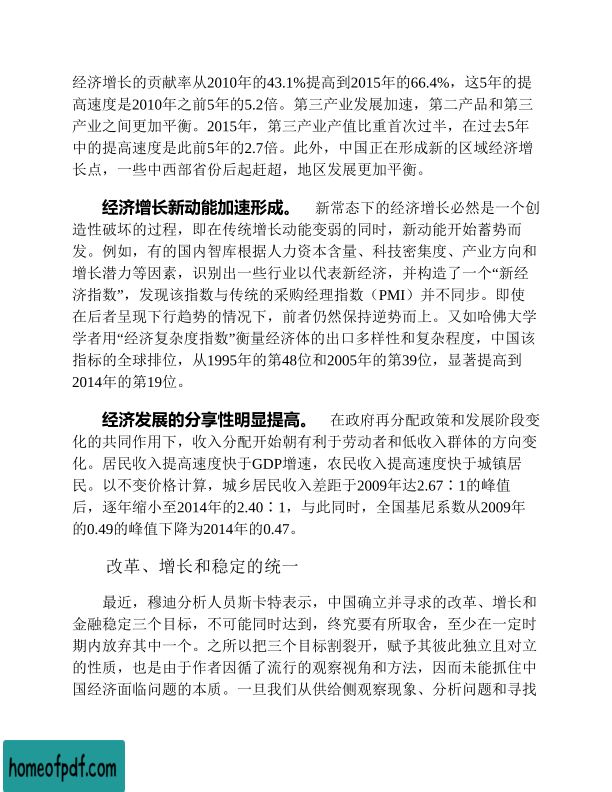 经济增长的贡献率从2010年的43.1%提高到2015年的66.4%，这5年的提
高速度是2010年之前5年的5.2倍。第三产业发展加速，第二产品和第三
产业之间更加平衡。2015年，第三产业产值比重首次过半，在过去5年
中的提高速度是此前5年的2.7倍。此外，中国正在形成新的区域经济增
长点，一些中西部省份后起赶超，地区发展更加平衡。
经济增长新动能加速形成。 新常态下的经济增长必然是一个创
造性破坏的过程，即在传统增长动能变弱的同时，新动能开始蓄势而
发。例如，有的国内智库根据人力资本含量、科技密集度、产业方向和
增长潜力等因素，识别出一些行业以代表新经济，并构造了一个“新经
济指数”，发现该指数与传统的采购经理指数（PMI）并不同步。即使
在后者呈现下行趋势的情况下，前者仍然保持逆势而上。又如哈佛大学
学者用“经济复杂度指数”衡量经济体的出口多样性和复杂程度，中国该
指标的全球排位，从1995年的第48位和2005年的第39位，显著提高到
2014年的第19位。
经济发展的分享性明显提高。 在政府再分配政策和发展阶段变
化的共同作用下，收入分配开始朝有利于劳动者和低收入群体的方向变
化。居民收入提高速度快于GDP增速，农民收入提高速度快于城镇居
民。以不变价格计算，城乡居民收入差距于2009年达2.67∶1的峰值
后，逐年缩小至2014年的2.40∶1，与此同时，全国基尼系数从2009年
的0.49的峰值下降为2014年的0.47。
改革、增长和稳定的统一
最近，穆迪分析人员斯卡特表示，中国确立并寻求的改革、增长和
金融稳定三个目标，不可能同时达到，终究要有所取舍，至少在一定时
期内放弃其中一个。之所以把三个目标割裂开，赋予其彼此独立且对立
的性质，也是由于作者因循了流行的观察视角和方法，因而未能抓住中
国经济面临问题的本质。一旦我们从供给侧观察现象、分析问题和寻找
homeofpdf.com